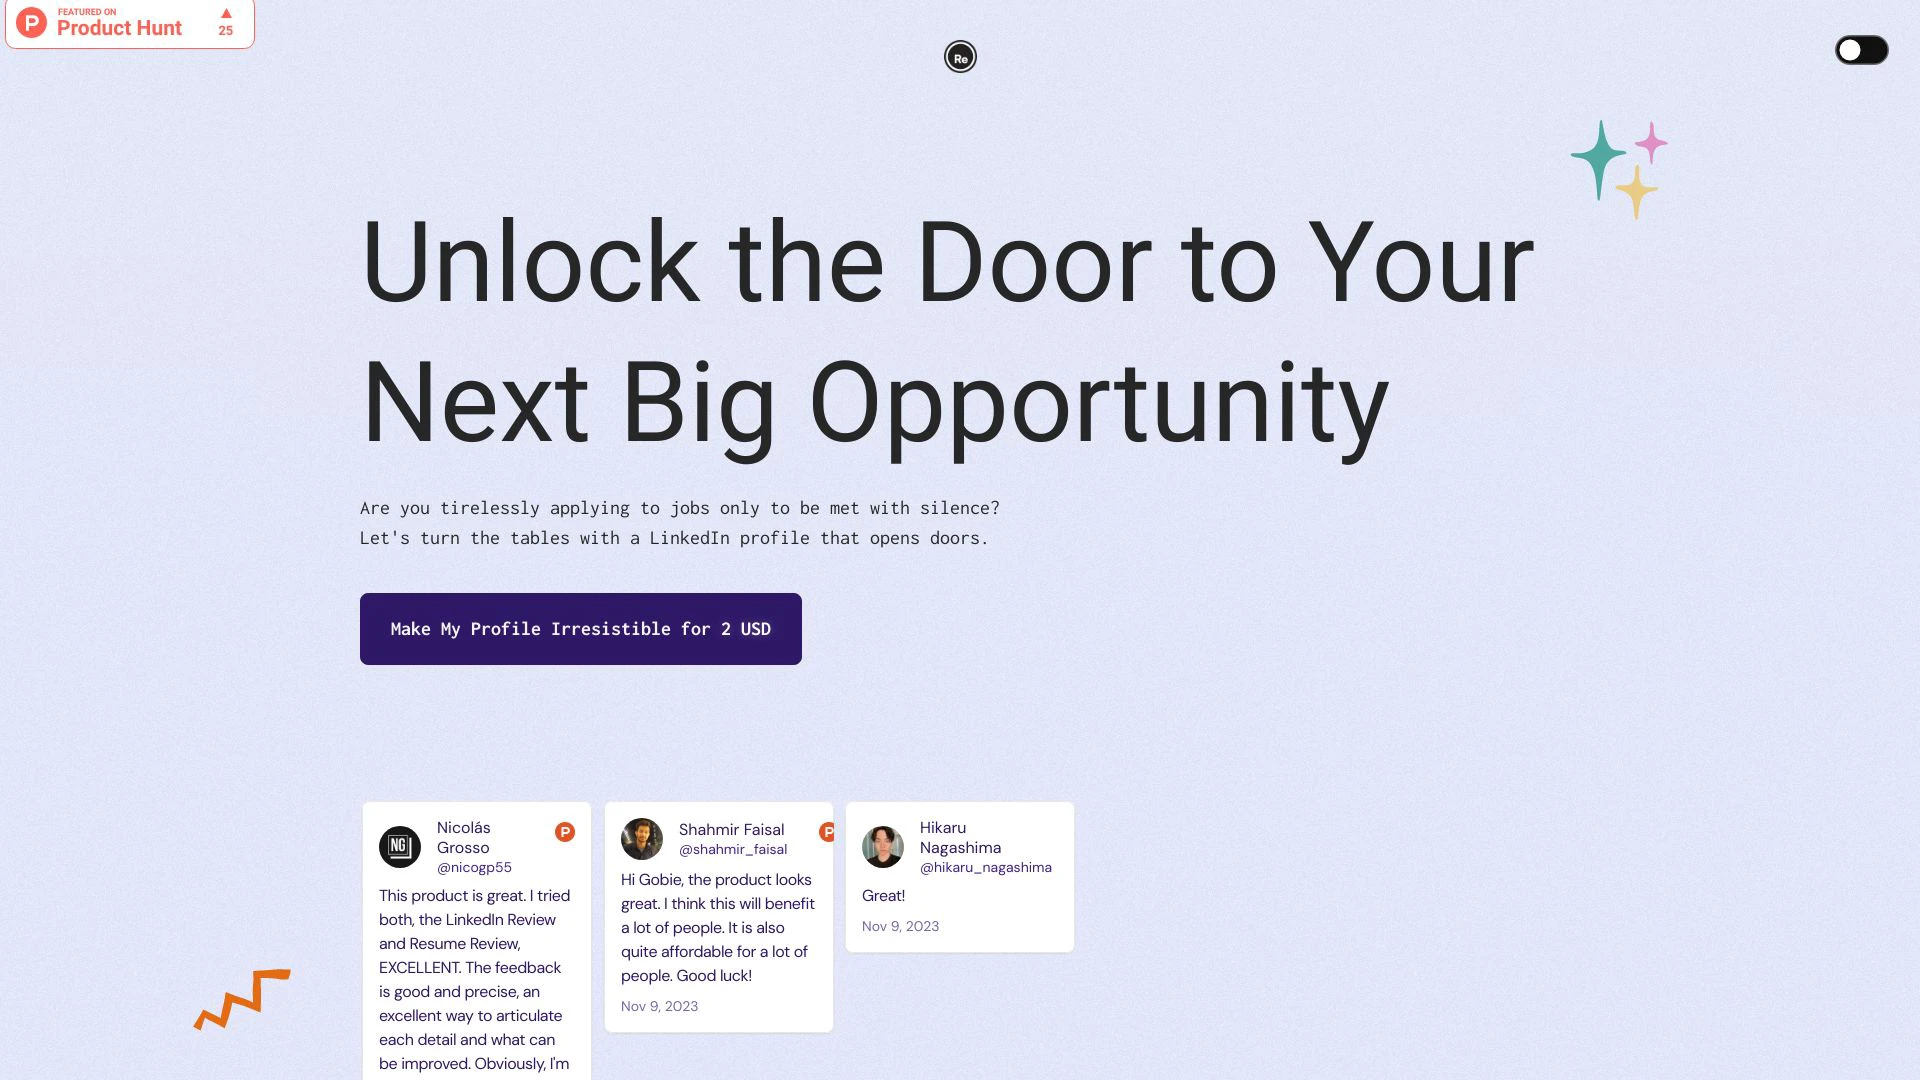 FEATURED ON
Product Hunt
25
Re
Unlock the Door to Your
Next Big Opportunity
Are you tirelessly applying to jobs only to be met with silence?
Let's turn the tables with a LinkedIn profile that opens doors.
Make My Profile Irresistible for 2 USD
NG
Nicolás
Grosso
@nicogp55
This product is great. I tried
both, the LinkedIn Review
and Resume Review,
EXCELLENT. The feedback
is good and precise, an
excellent way to articulate
each detail and what can
be improved. Obviously, I'm
Shahmir Faisal
@shahmir_faisal
Hi Gobie, the product looks
great. I think this will benefit
a lot of people. It is also
quite affordable for a lot of
people. Good luck!
Nov 9, 2023
Hikaru
Nagashima
@hikaru_nagashima
Great!
Nov 9, 2023